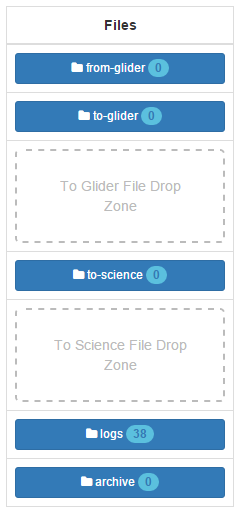 Files
from-glider 0
to-glider 0
To Glider File Drop
Zone
to-science 0
To Science File Drop
Zone
logs 38
archive 0